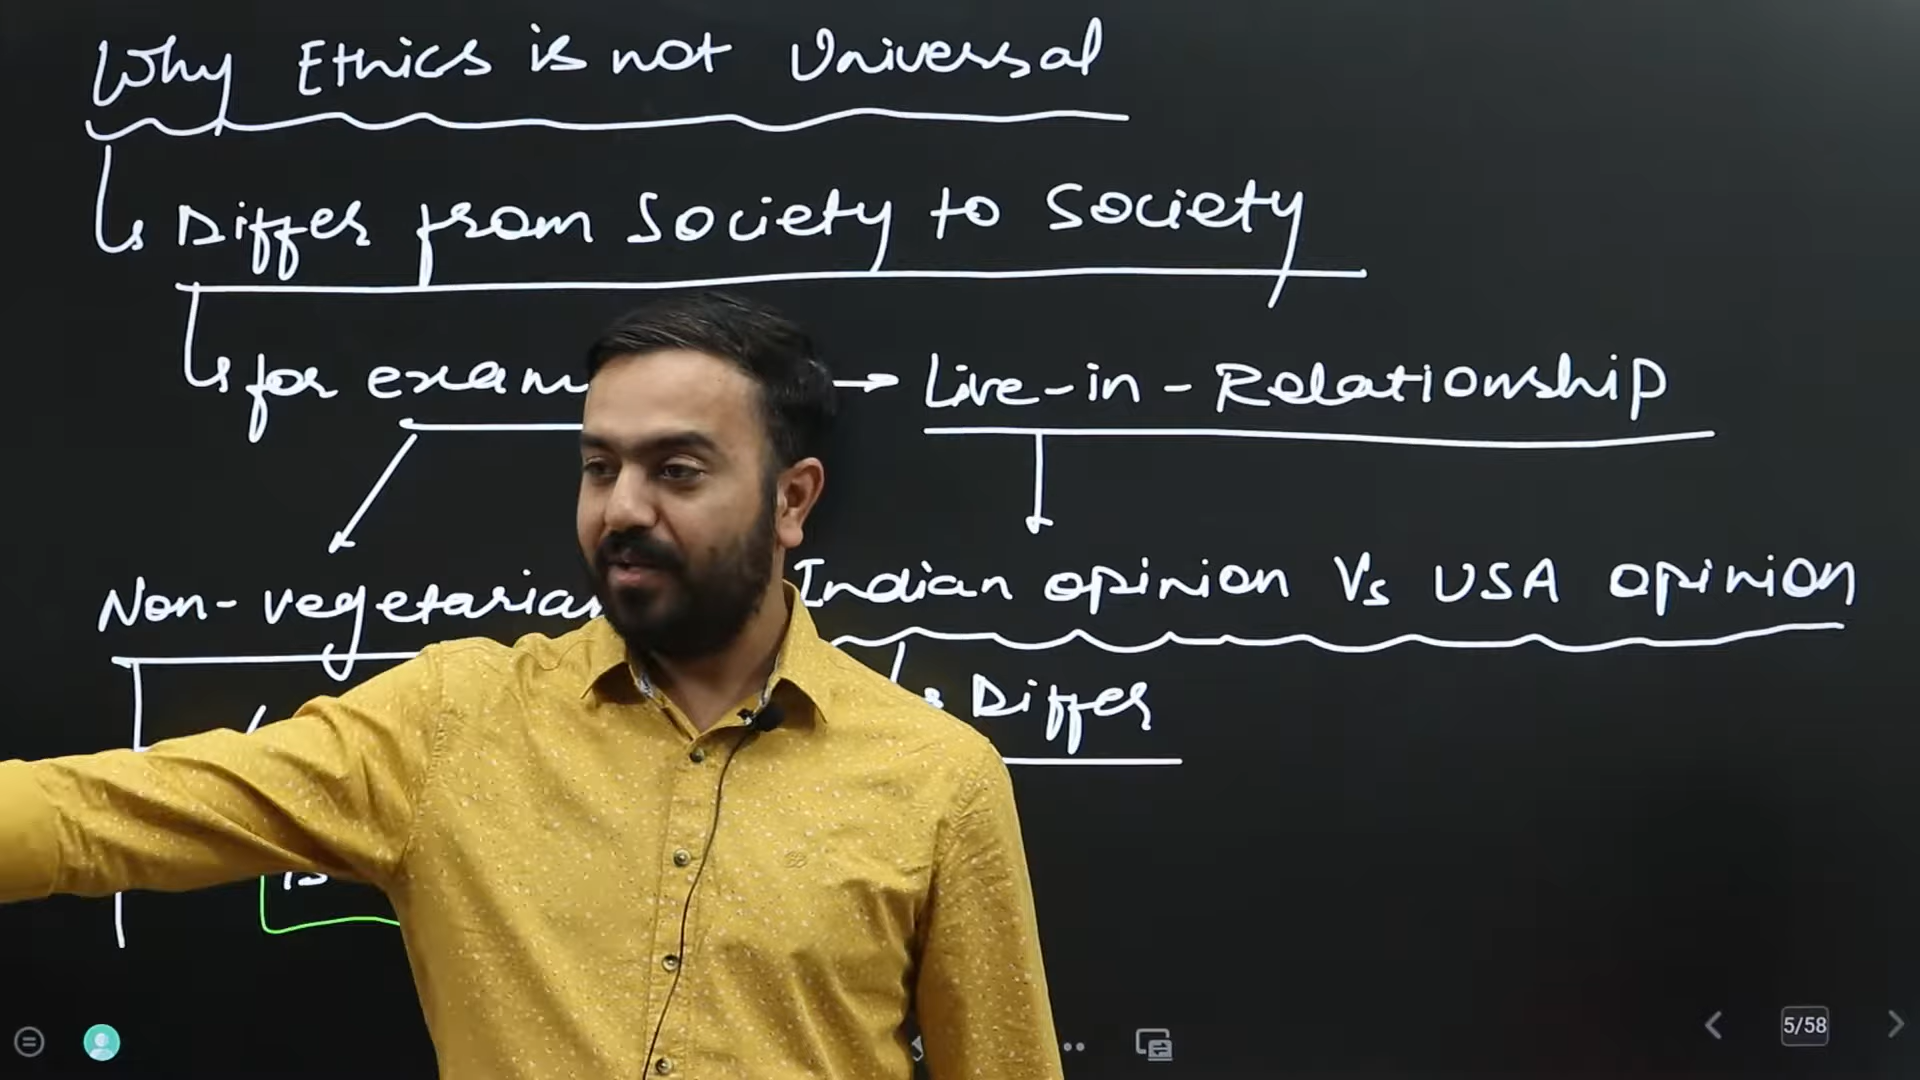 Why Ethics is not Universal
Differ from Society to Society
for exam
Live-in-Relationship
Non-vegetarian
Indian opinion Vs USA opinion
Differ
is
5/58